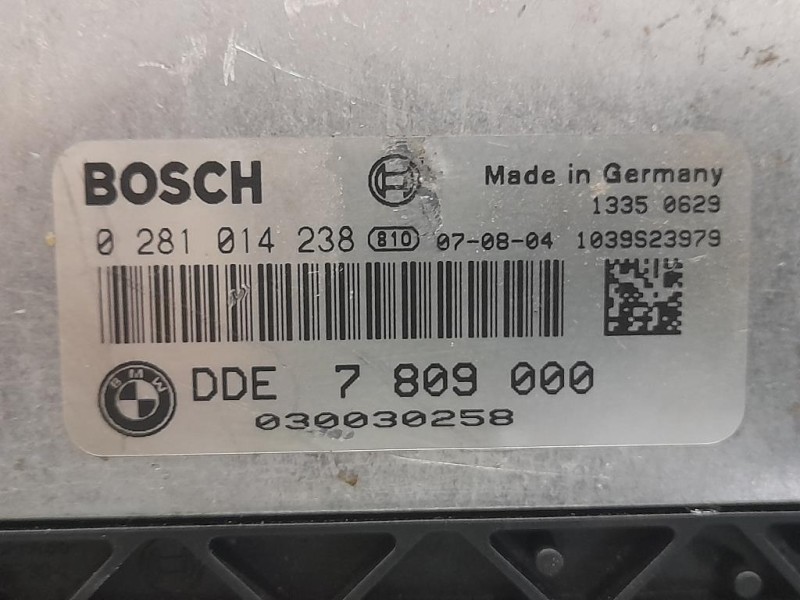 BOSCH Made in Germany
1335 0629
0 281 014 238 810 07-08-04 1039S23979
BMW DDE 7 809 000
030030258